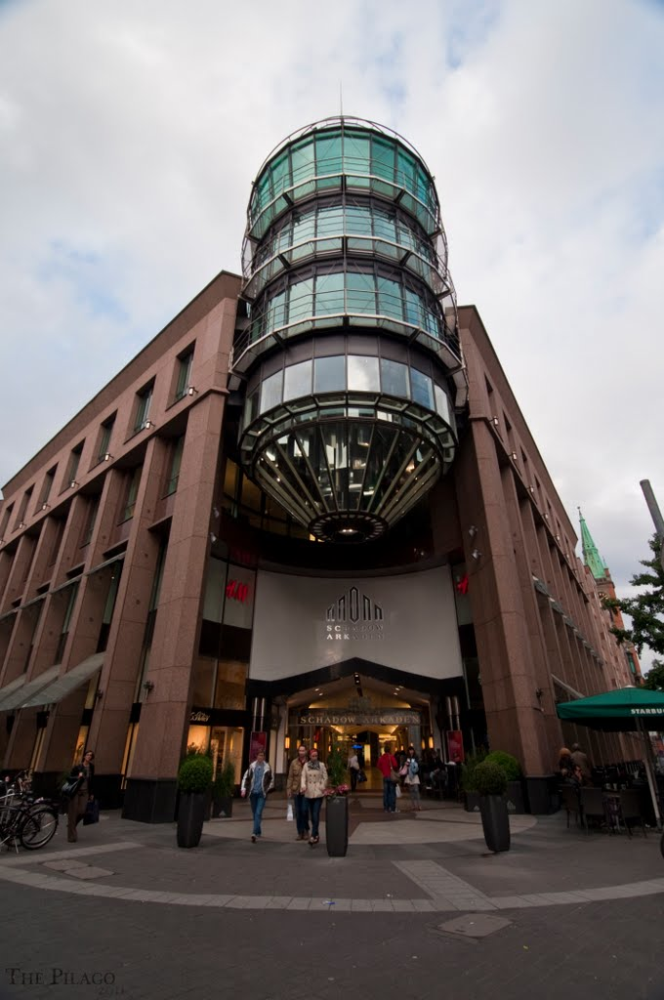 H&M
SCHADOW
ARKADEN
SCHADOW ARKADEN
THE PILAGO